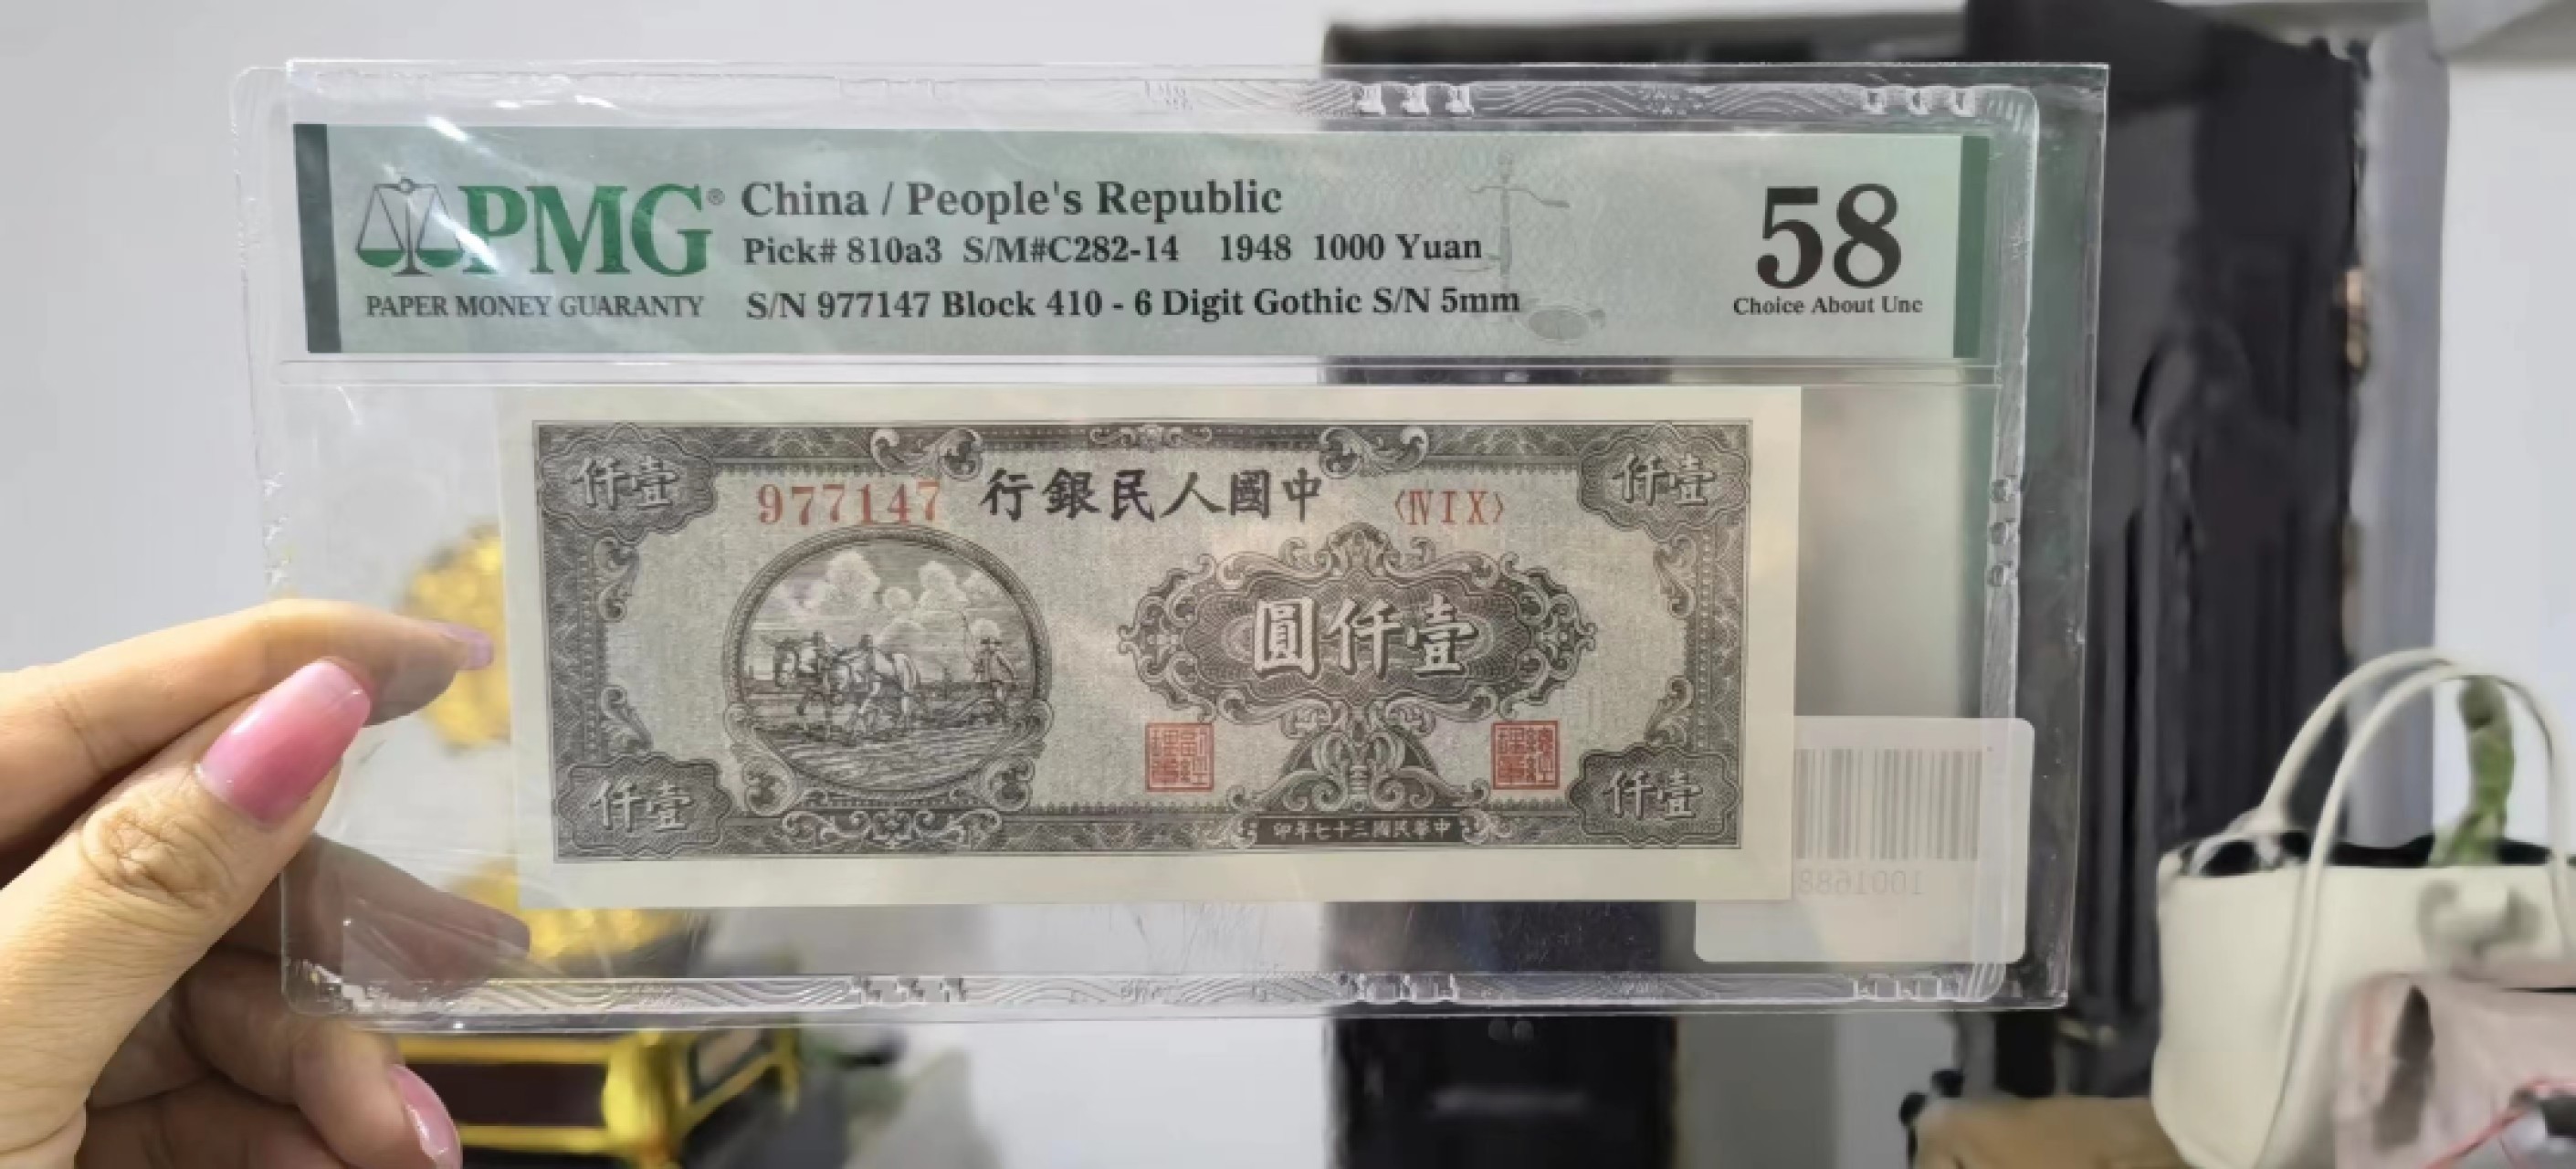 PMG® China / People's Republic 58
Pick# 810a3 S/M#C282-14 1948 1000 Yuan
PAPER MONEY GUARANTY S/N 977147 Block 410 - 6 Digit Gothic S/N 5mm Choice About Unc
仟壹 仟壹
977147 行銀民人國中 〈ⅣⅠⅩ〉
圓仟壹
仟壹 仟壹
印年七十三國民華中